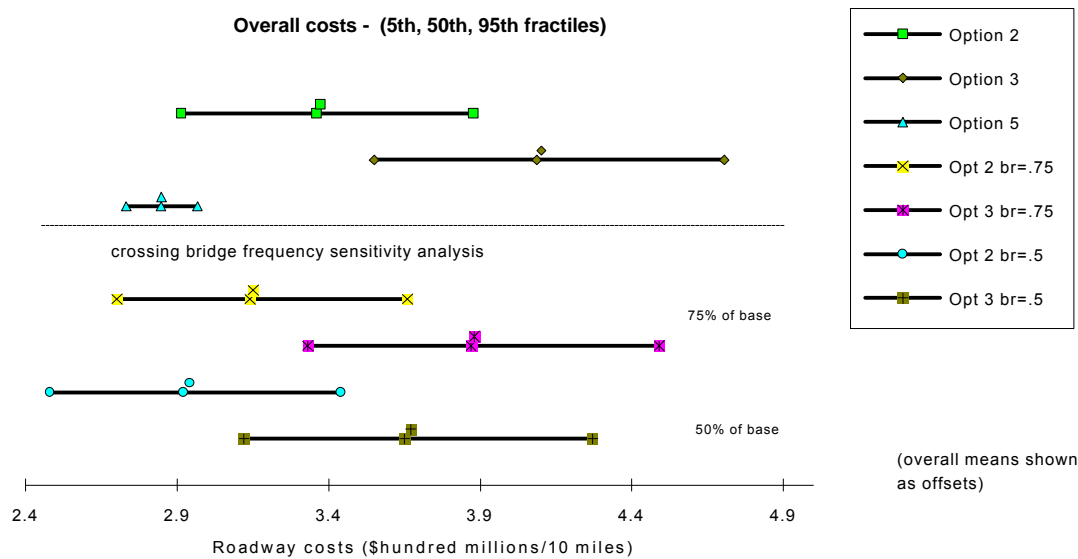 Overall costs - (5th, 50th, 95th fractiles)
Option 2
Option 3
Option 5
Opt 2 br=.75
Opt 3 br=.75
Opt 2 br=.5
Opt 3 br=.5
crossing bridge frequency sensitivity analysis
75% of base
50% of base
(overall means shown
as offsets)
2.4 2.9 3.4 3.9 4.4 4.9
Roadway costs ($hundred millions/10 miles)